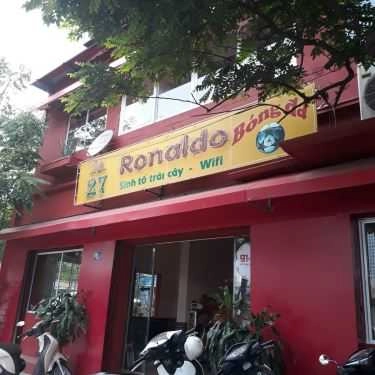 27
Ronaldo
Sinh tố trái cây - Wifi
Bóng đá